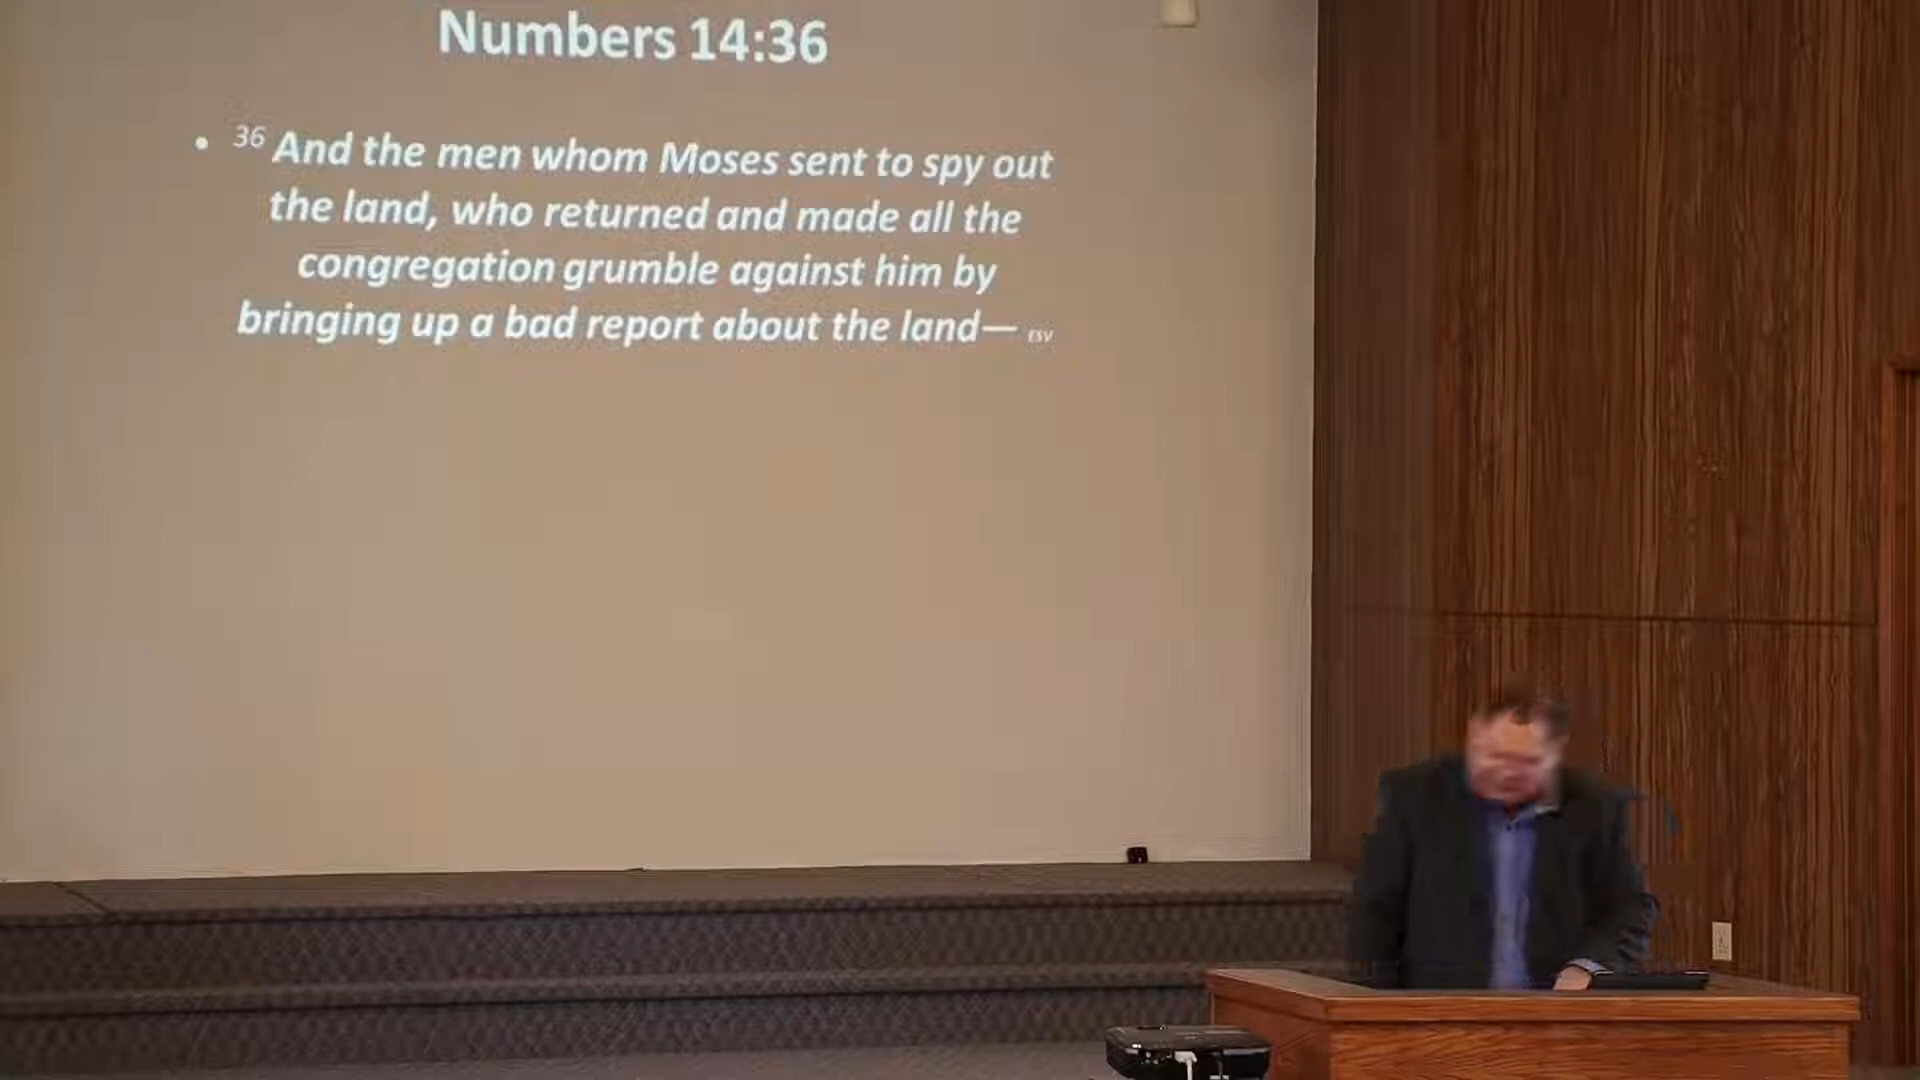 Numbers 14:36
• 36 And the men whom Moses sent to spy out
the land, who returned and made all the
congregation grumble against him by
bringing up a bad report about the land— ESV